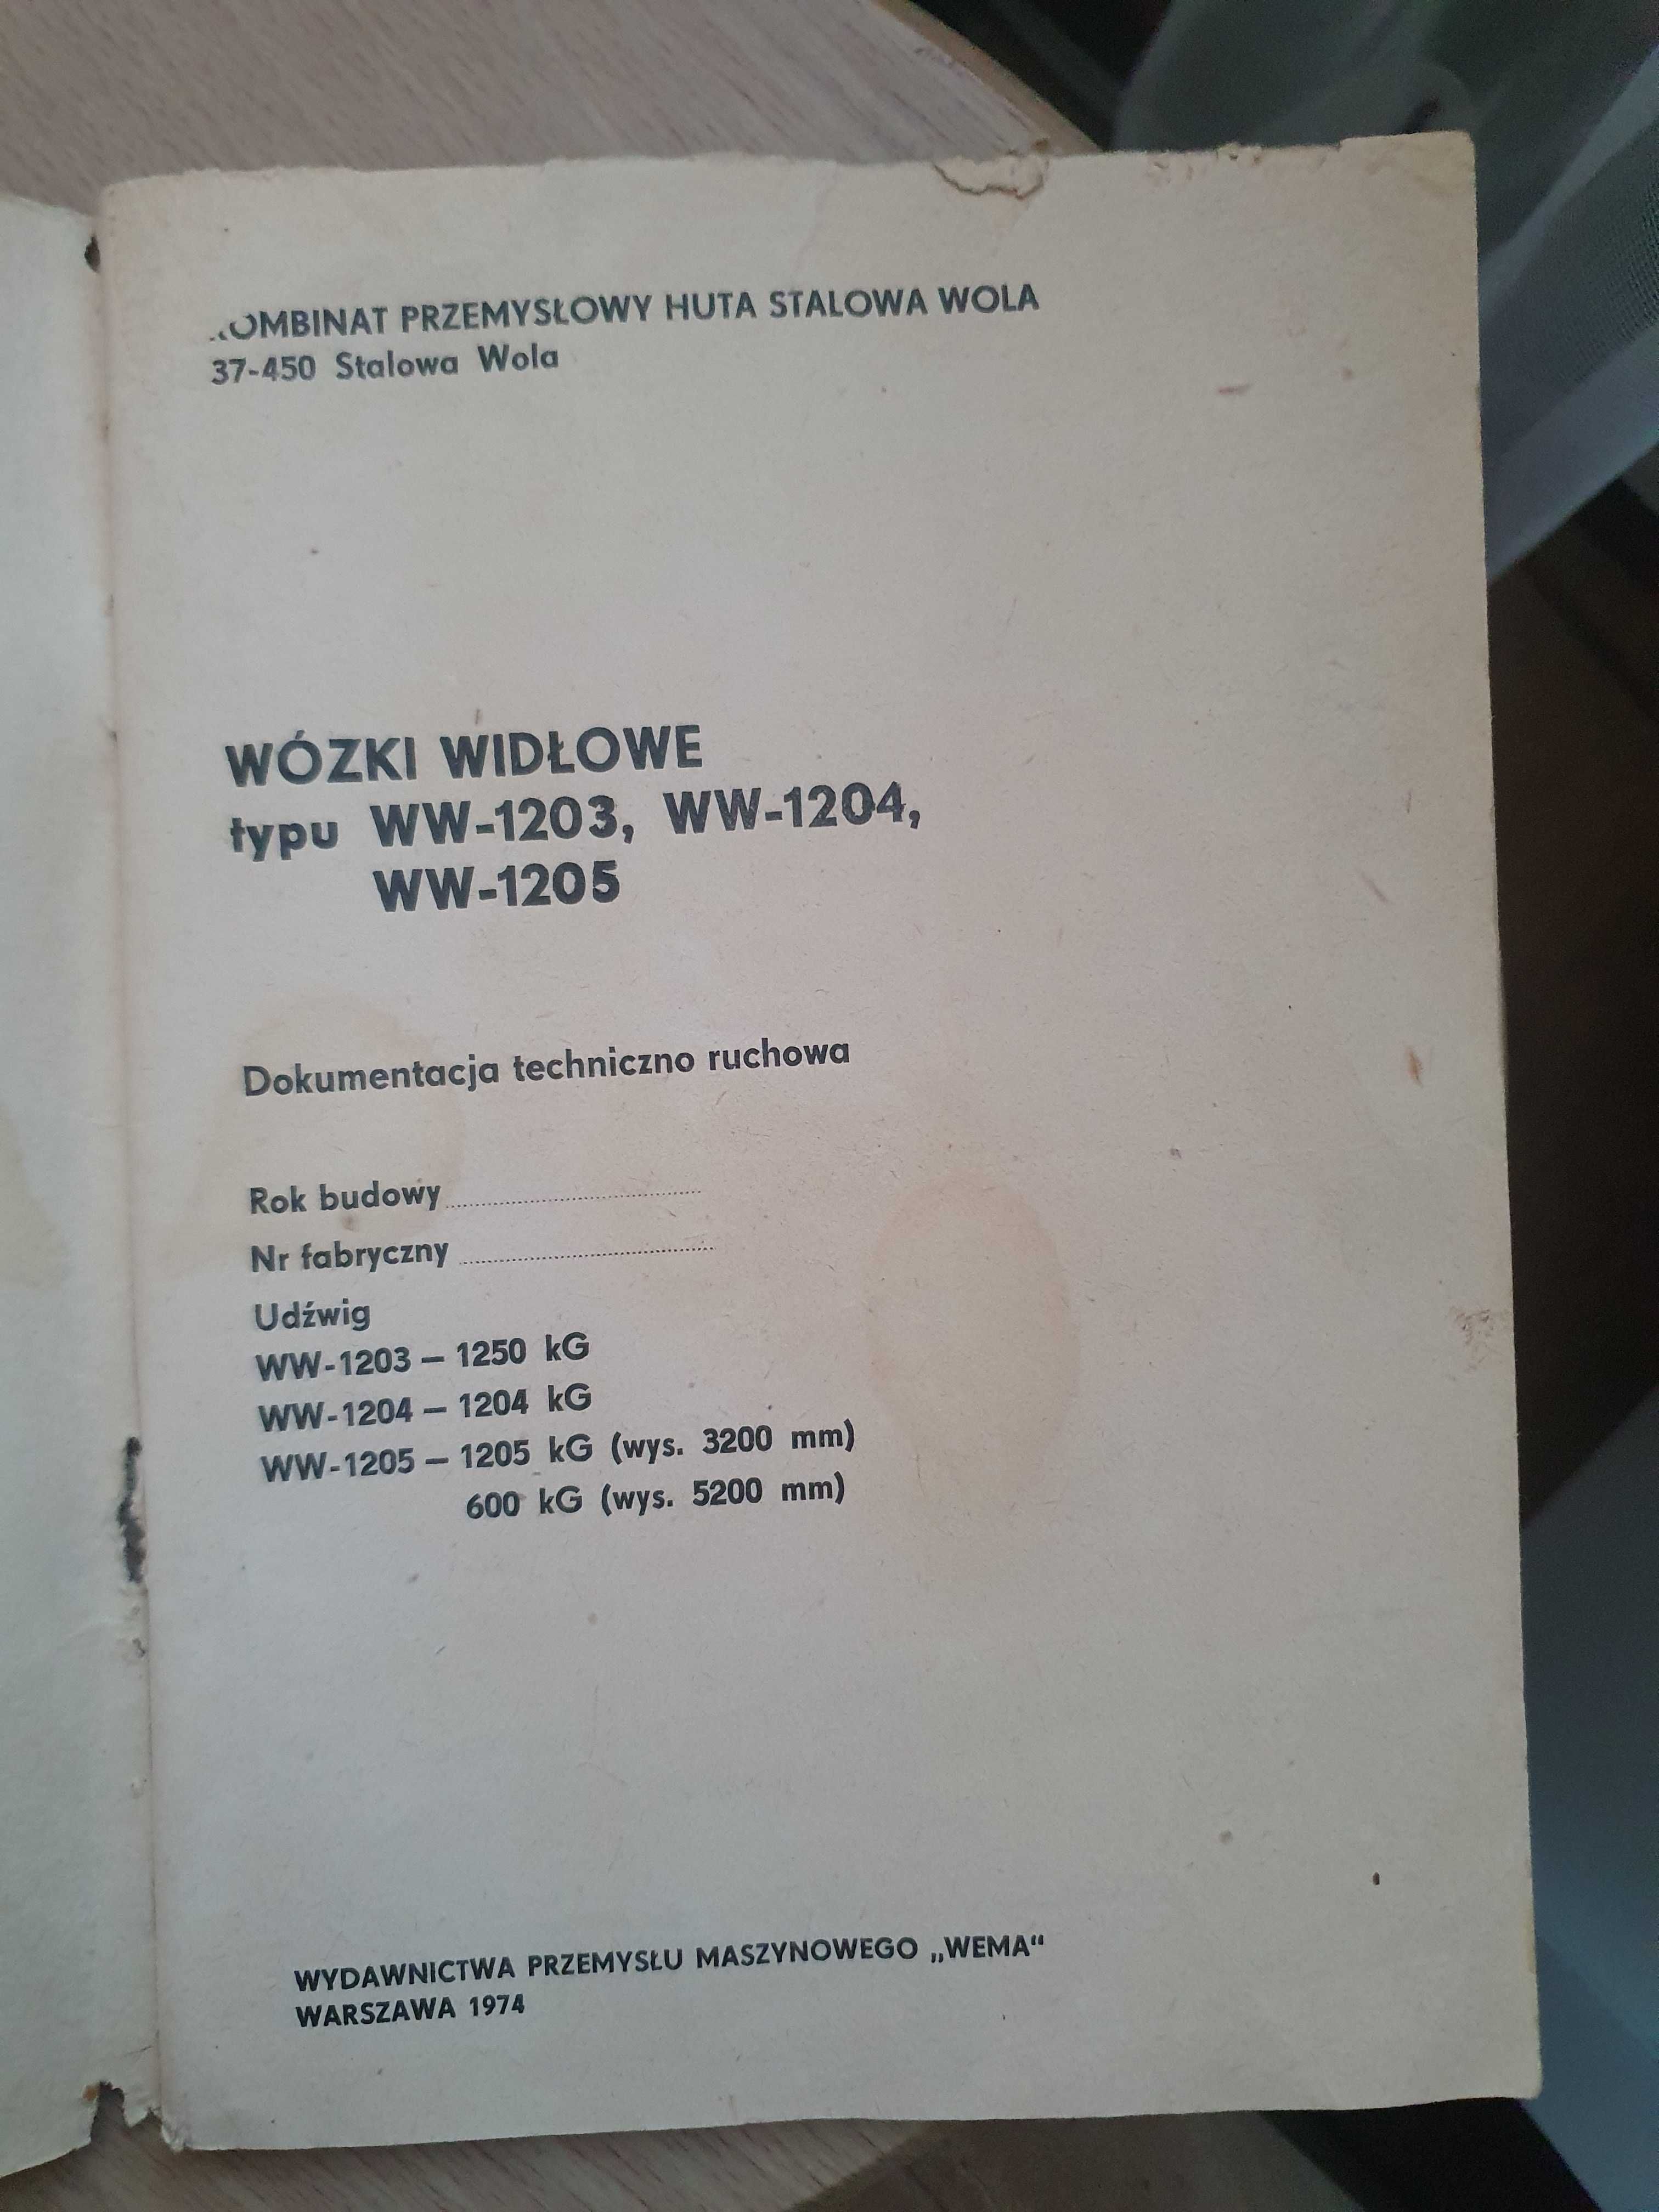 KOMBINAT PRZEMYSŁOWY HUTA STALOWA WOLA
37-450 Stalowa Wola
WÓZKI WIDŁOWE
typu WW-1203, WW-1204,
WW-1205
Dokumentacja techniczno ruchowa
Rok budowy
Nr fabryczny
Udźwig
WW-1203 – 1250 kG
WW-1204 – 1204 kG
WW-1205 – 1205 kG (wys. 3200 mm)
600 kG (wys. 5200 mm)
WYDAWNICTWA PRZEMYSŁU MASZYNOWEGO „WEMA“
WARSZAWA 1974